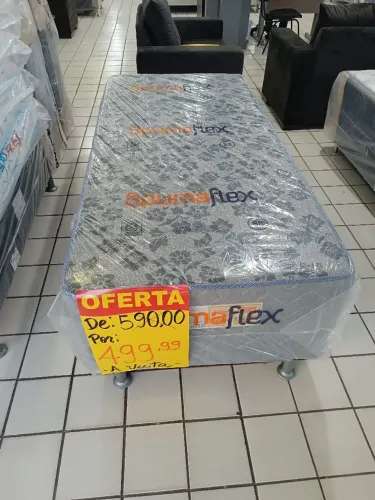 Spumaflex
Spumaflex
Spumaflex
maflex
OFERTA
De: 590,00
Por:
499,99
A Vista